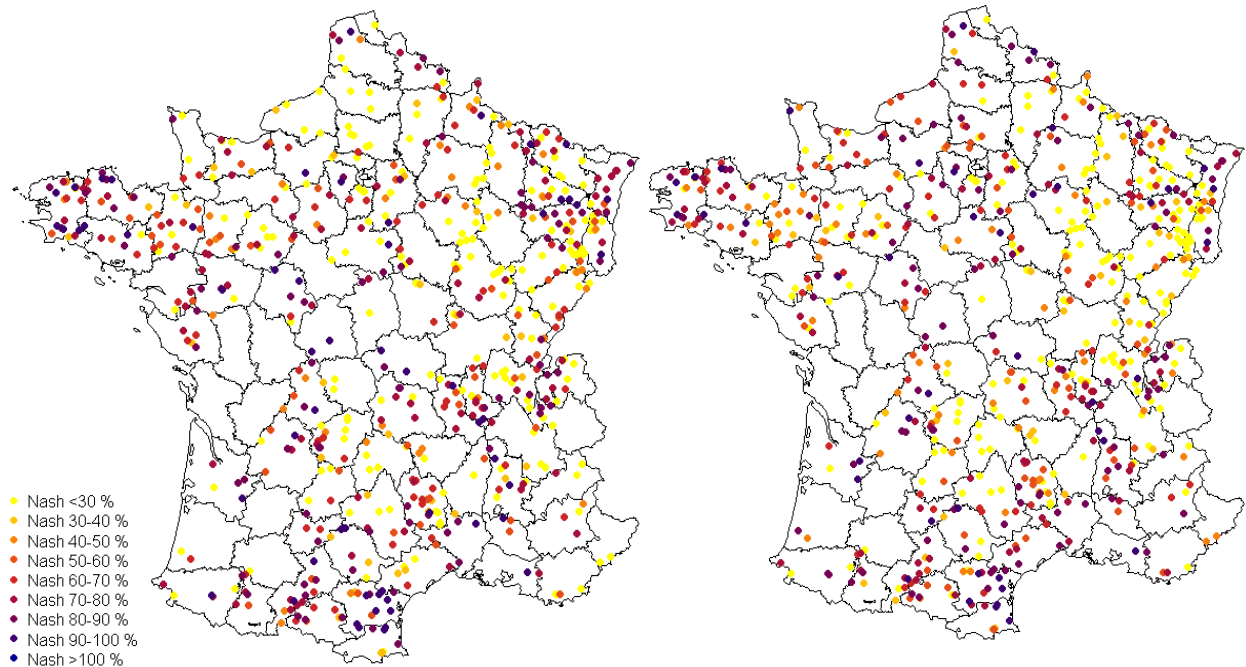 Nash <30 %
Nash 30-40 %
Nash 40-50 %
Nash 50-60 %
Nash 60-70 %
Nash 70-80 %
Nash 80-90 %
Nash 90-100 %
Nash >100 %